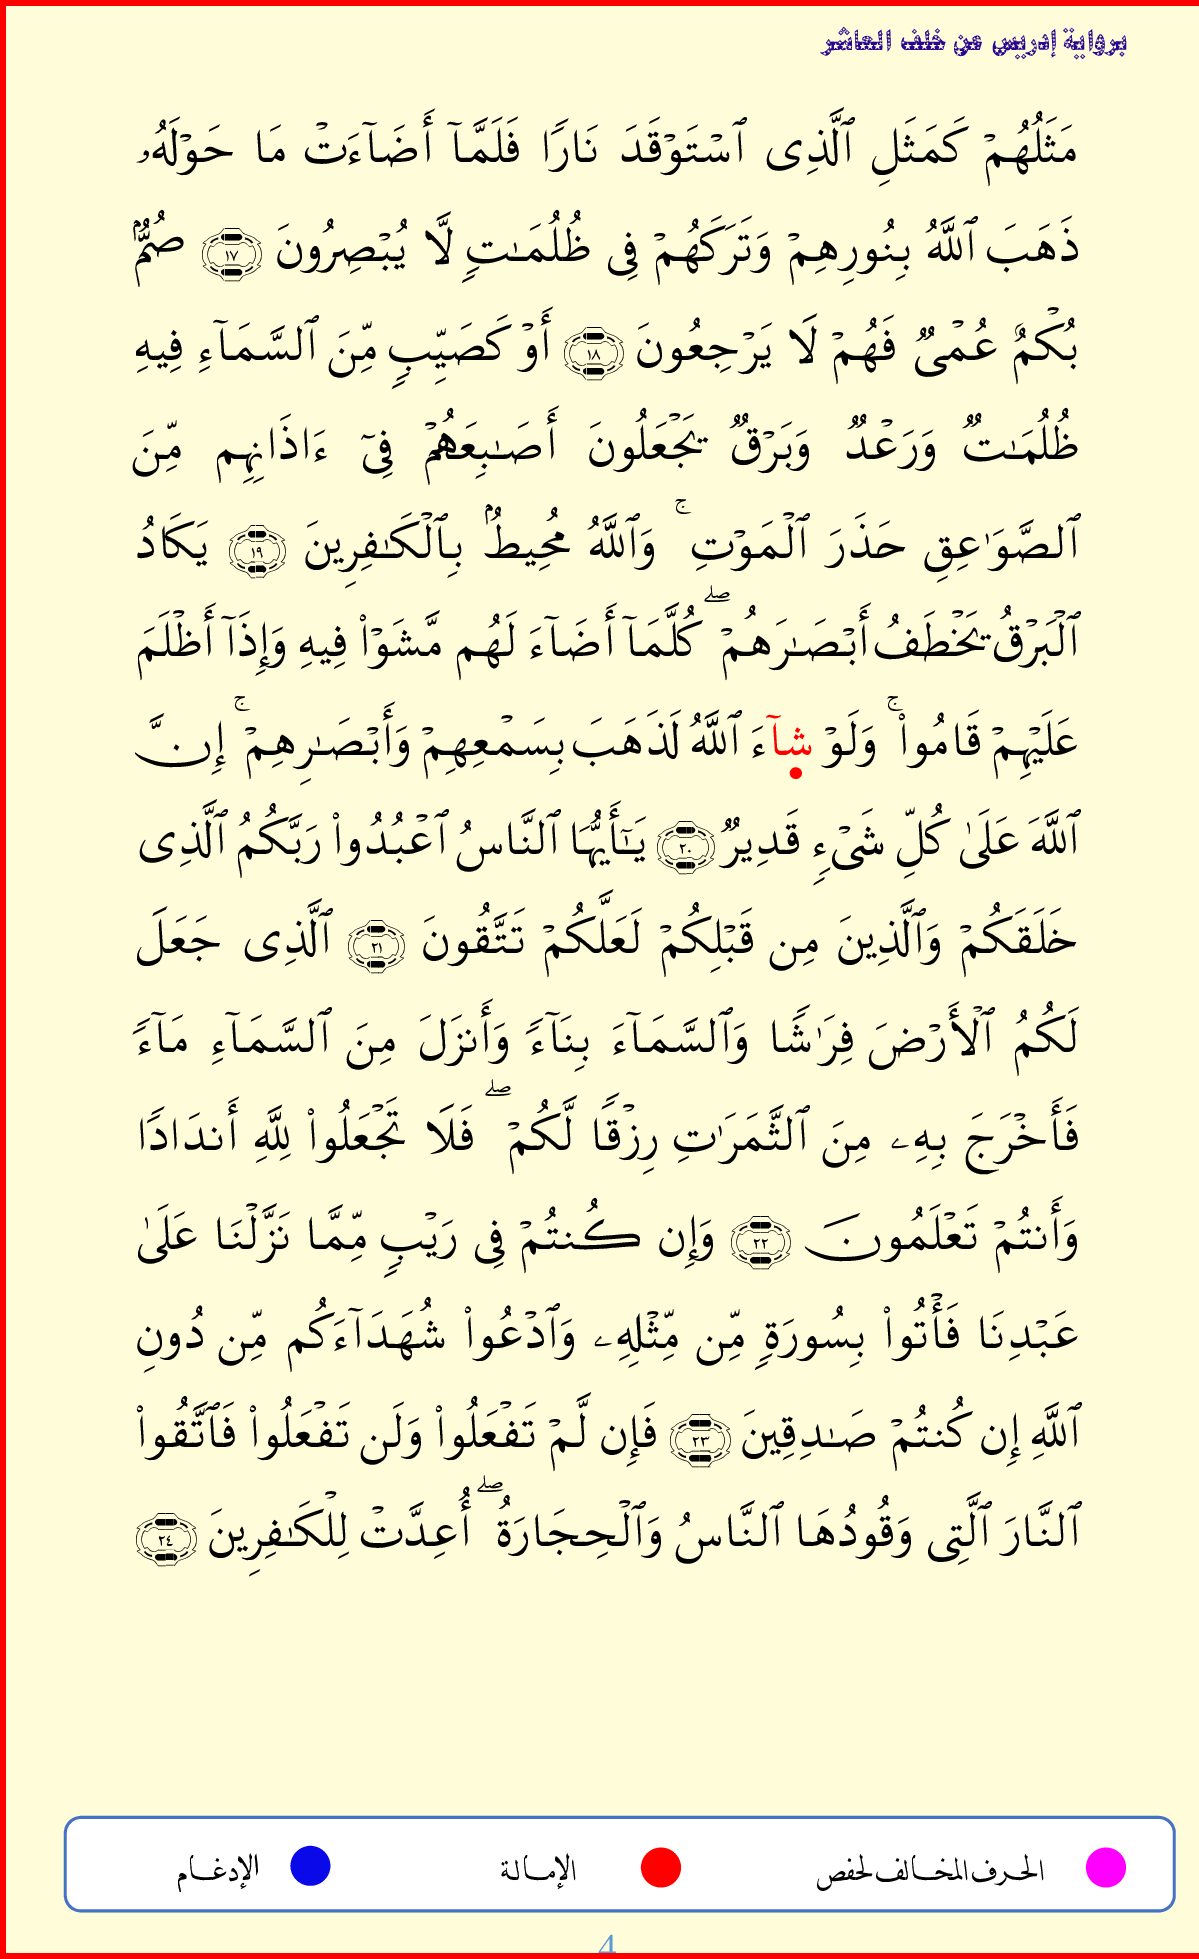 برواية إدريس عن خلف العاشر
مَثَلُهُمۡ كَمَثَلِ ٱلَّذِى ٱسۡتَوۡقَدَ نَارًا فَلَمَّآ أَضَآءَتۡ مَا حَوۡلَهُۥ
ذَهَبَ ٱللَّهُ بِنُورِهِمۡ وَتَرَكَهُمۡ فِى ظُلُمَـٰتٍ لَّا يُبۡصِرُونَ ١٧ صُمُّۢ
بُكۡمٌ عُمۡىٌ فَهُمۡ لَا يَرۡجِعُونَ ١٨ أَوۡ كَصَيِّبٍ مِّنَ ٱلسَّمَآءِ فِيهِ
ظُلُمَـٰتٌ وَرَعۡدٌ وَبَرۡقٌ يَجۡعَلُونَ أَصَـٰبِعَهُمۡ فِىٓ ءَاذَانِهِم مِّنَ
ٱلصَّوَٰعِقِ حَذَرَ ٱلۡمَوۡتِۚ وَٱللَّهُ مُحِيطُۢ بِٱلۡكَـٰفِرِينَ ١٩ يَكَادُ
ٱلۡبَرۡقُ يَخۡطَفُ أَبۡصَـٰرَهُمۡۖ كُلَّمَآ أَضَآءَ لَهُم مَّشَوۡاْ فِيهِ وَإِذَآ أَظۡلَمَ
عَلَيۡهِمۡ قَامُواْۚ وَلَوۡ شَآءَ ٱللَّهُ لَذَهَبَ بِسَمۡعِهِمۡ وَأَبۡصَـٰرِهِمۡۚ إِنَّ
ٱللَّهَ عَلَىٰ كُلِّ شَىۡءٍ قَدِيرٌ ٢٠ يَـٰٓأَيُّهَا ٱلنَّاسُ ٱعۡبُدُواْ رَبَّكُمُ ٱلَّذِى
خَلَقَكُمۡ وَٱلَّذِينَ مِن قَبۡلِكُمۡ لَعَلَّكُمۡ تَتَّقُونَ ٢١ ٱلَّذِى جَعَلَ
لَكُمُ ٱلۡأَرۡضَ فِرَٰشًا وَٱلسَّمَآءَ بِنَآءً وَأَنزَلَ مِنَ ٱلسَّمَآءِ مَآءً
فَأَخۡرَجَ بِهِۦ مِنَ ٱلثَّمَرَٰتِ رِزۡقًا لَّكُمۡۖ فَلَا تَجۡعَلُواْ لِلَّهِ أَندَادًا
وَأَنتُمۡ تَعۡلَمُونَ ٢٢ وَإِن كُنتُمۡ فِى رَيۡبٍ مِّمَّا نَزَّلۡنَا عَلَىٰ
عَبۡدِنَا فَأۡتُواْ بِسُورَةٍ مِّن مِّثۡلِهِۦ وَٱدۡعُواْ شُهَدَآءَكُم مِّن دُونِ
ٱللَّهِ إِن كُنتُمۡ صَـٰدِقِينَ ٢٣ فَإِن لَّمۡ تَفۡعَلُواْ وَلَن تَفۡعَلُواْ فَٱتَّقُواْ
ٱلنَّارَ ٱلَّتِى وَقُودُهَا ٱلنَّاسُ وَٱلۡحِجَارَةُۖ أُعِدَّتۡ لِلۡكَـٰفِرِينَ ٢٤
الحرف المخالف لحفص الإمالة الإدغام
4